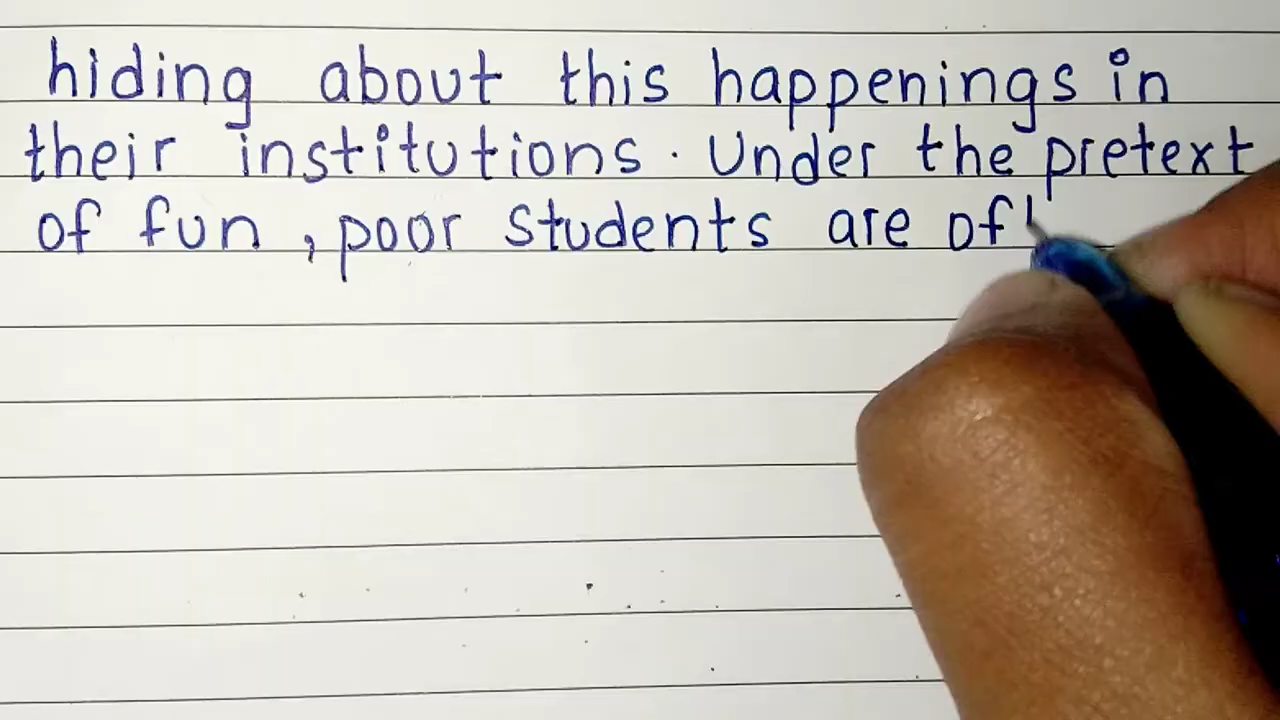 hiding about this happenings in
their institutions. Under the pretext
of fun, poor students are of